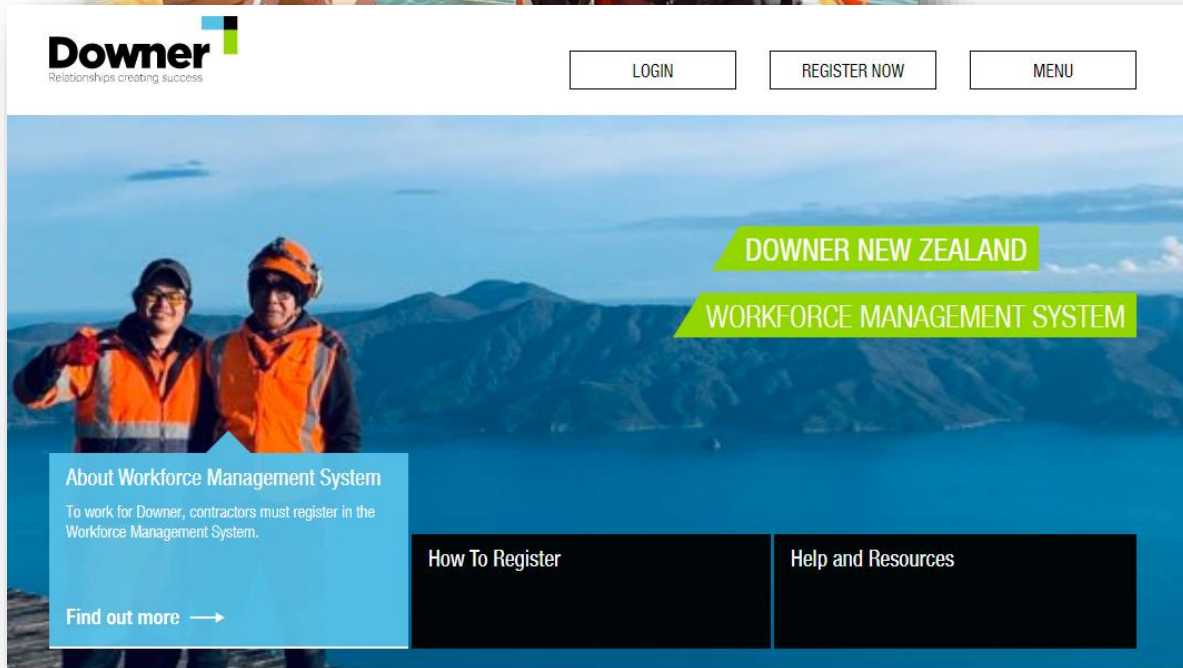 Downer
Relationships creating success
LOGIN
REGISTER NOW
MENU
DOWNER NEW ZEALAND
WORKFORCE MANAGEMENT SYSTEM
About Workforce Management System
To work for Downer, contractors must register in the
Workforce Management System.
Find out more
How To Register
Help and Resources